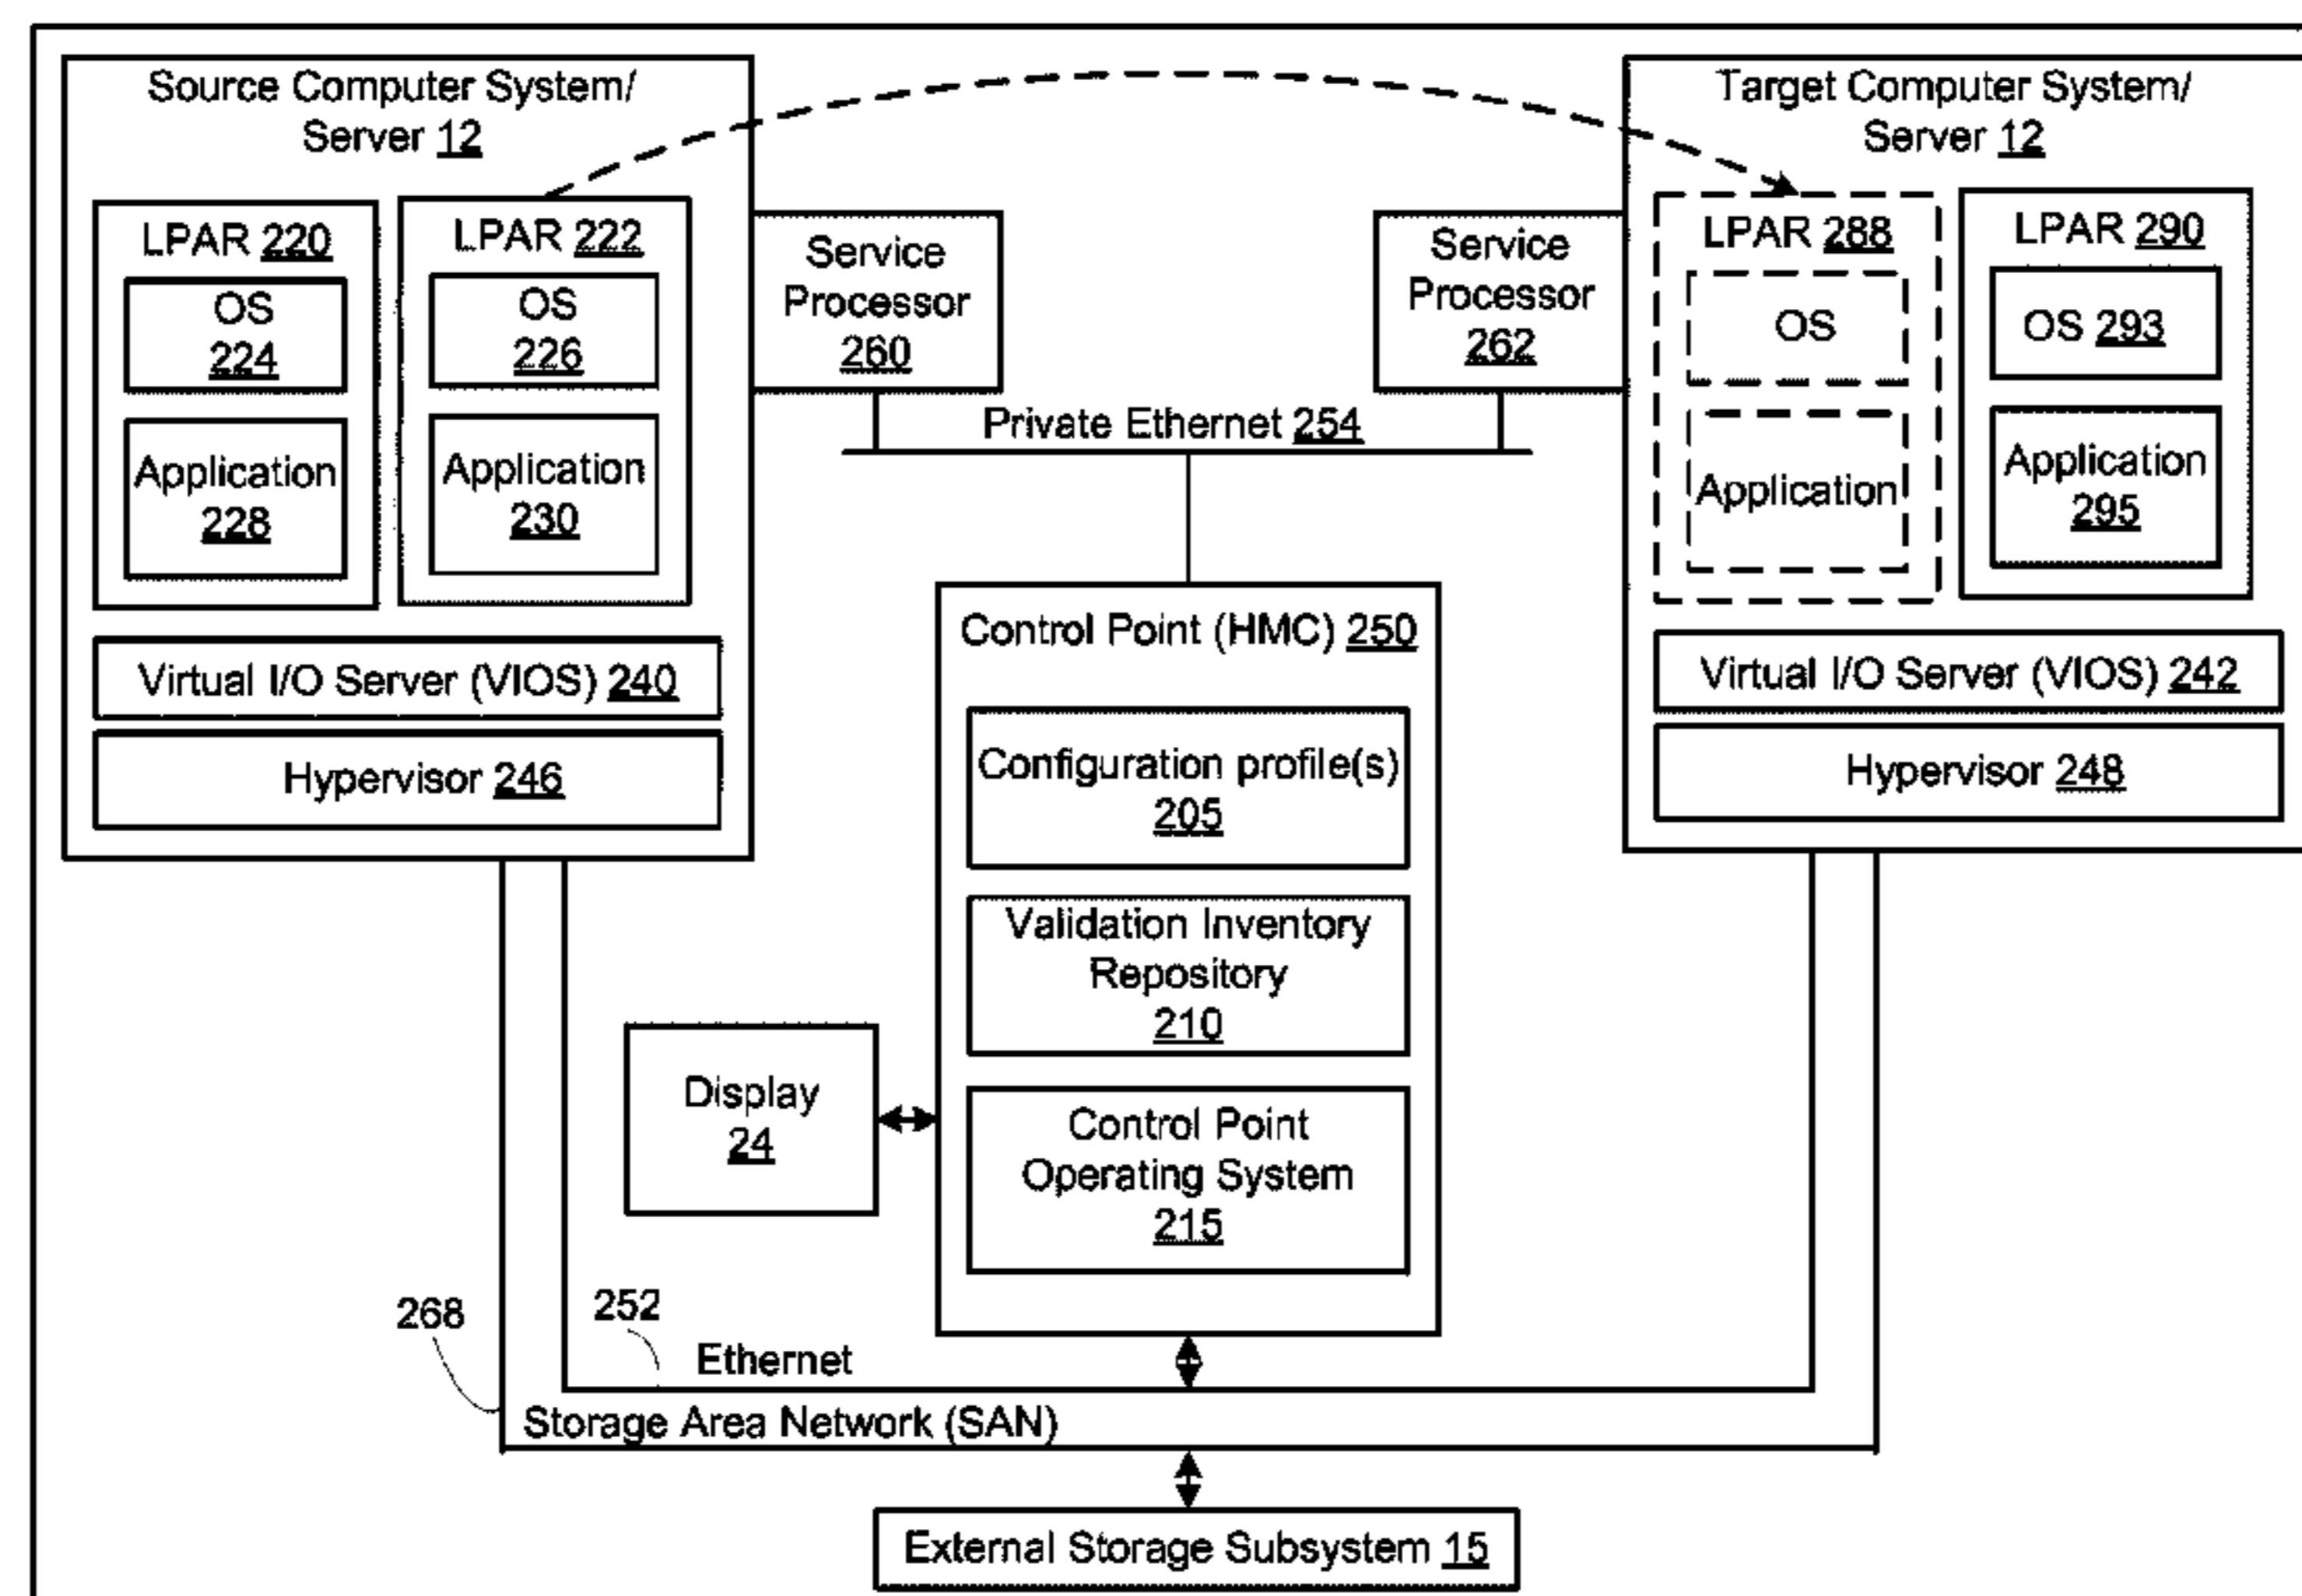 Source Computer System/
Server 12
LPAR 220
OS
224
Application
228
LPAR 222
OS
226
Application
230
Virtual I/O Server (VIOS) 240
Hypervisor 246
Service
Processor
260
Service
Processor
262
Private Ethernet 254
Target Computer System/
Server 12
LPAR 288
OS
Application
LPAR 290
OS 293
Application
295
Virtual I/O Server (VIOS) 242
Hypervisor 248
Control Point (HMC) 250
Configuration profile(s)
205
Validation Inventory
Repository
210
Control Point
Operating System
215
Display
24
268
252
Ethernet
Storage Area Network (SAN)
External Storage Subsystem 15